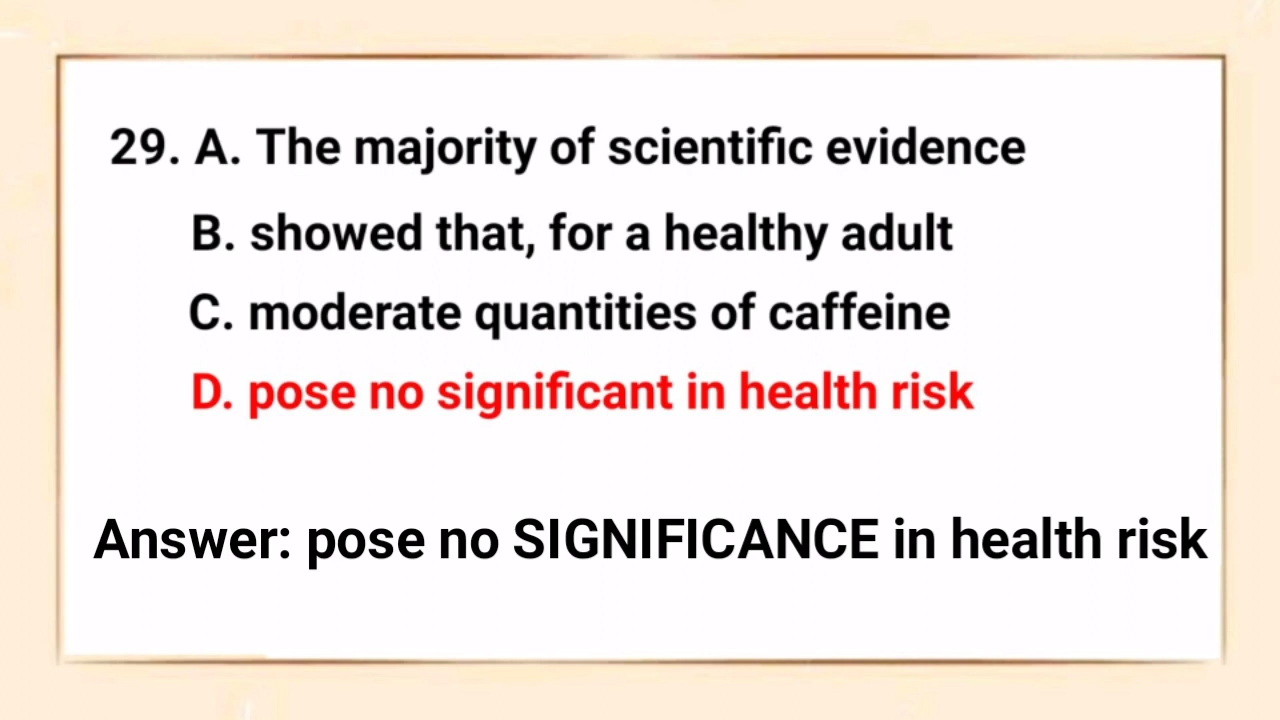 29. A. The majority of scientific evidence
B. showed that, for a healthy adult
C. moderate quantities of caffeine
D. pose no significant in health risk
Answer: pose no SIGNIFICANCE in health risk